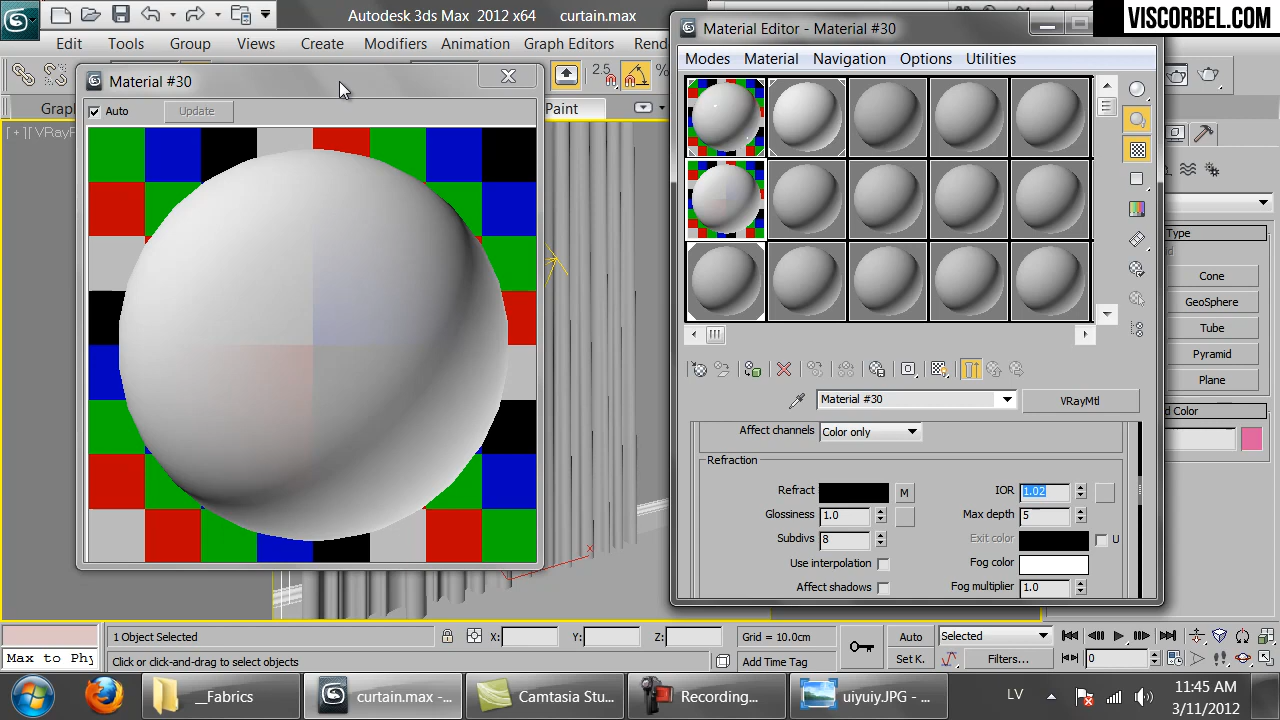 Autodesk 3ds Max 2012 x64 curtain.max
VISCORBEL.COM
Edit Tools Group Views Create Modifiers Animation Graph Editors
Material Editor - Material #30
Modes Material Navigation Options Utilities
Material #30
Auto Update
2.5
%
Paint
[ + ] [ VRayP
Type
Cone
GeoSphere
Tube
Pyramid
Plane
Material #30 VRayMtl
Affect channels Color only
Refraction
Refract M IOR 1.02
Glossiness 1.0 Max depth 5
Subdivs 8 Exit color U
Use interpolation Fog color
Affect shadows Fog multiplier 1.0
x
1 Object Selected X: Y: Z: Grid = 10.0cm Auto Selected
Max to Phy Click or click-and-drag to select objects Add Time Tag Set K. Filters... 0
__Fabrics curtain.max -... Camtasia Stu... Recording... uiyuiy.JPG - ... LV 11:45 AM
3/11/2012